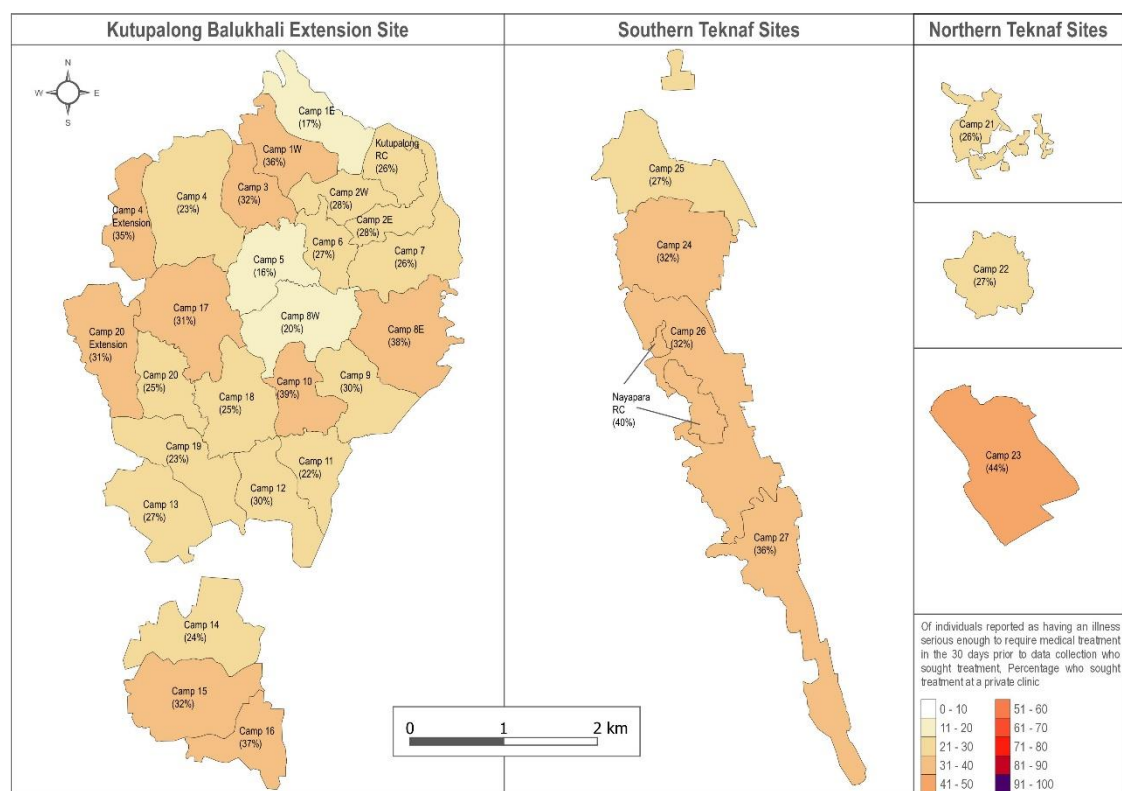 Kutupalong Balukhali Extension Site
Southern Teknaf Sites
Northern Teknaf Sites
N
W
E
S
Camp 1E
(17%)
Camp 1W
(36%)
Kutupalong
RC
(26%)
Camp 3
(32%)
Camp 4
(23%)
Camp 2W
(28%)
Camp 4
Extension
(35%)
Camp 2E
(28%)
Camp 6
(27%)
Camp 7
(26%)
Camp 5
(16%)
Camp 17
(31%)
Camp 8W
(20%)
Camp 8E
(38%)
Camp 20
Extension
(31%)
Camp 20
(25%)
Camp 18
(25%)
Camp 10
(39%)
Camp 9
(30%)
Camp 19
(23%)
Camp 11
(22%)
Camp 12
(30%)
Camp 13
(27%)
Camp 14
(24%)
Camp 15
(32%)
Camp 16
(37%)
Camp 25
(27%)
Camp 24
(32%)
Camp 26
(32%)
Nayapara
RC
(40%)
Camp 27
(36%)
0 1 2 km
Camp 21
(26%)
Camp 22
(27%)
Camp 23
(44%)
Of individuals reported as having an illness
serious enough to require medical treatment
in the 30 days prior to data collection who
sought treatment, Percentage who sought
treatment at a private clinic
0 - 10
11 - 20
21 - 30
31 - 40
41 - 50
51 - 60
61 - 70
71 - 80
81 - 90
91 - 100